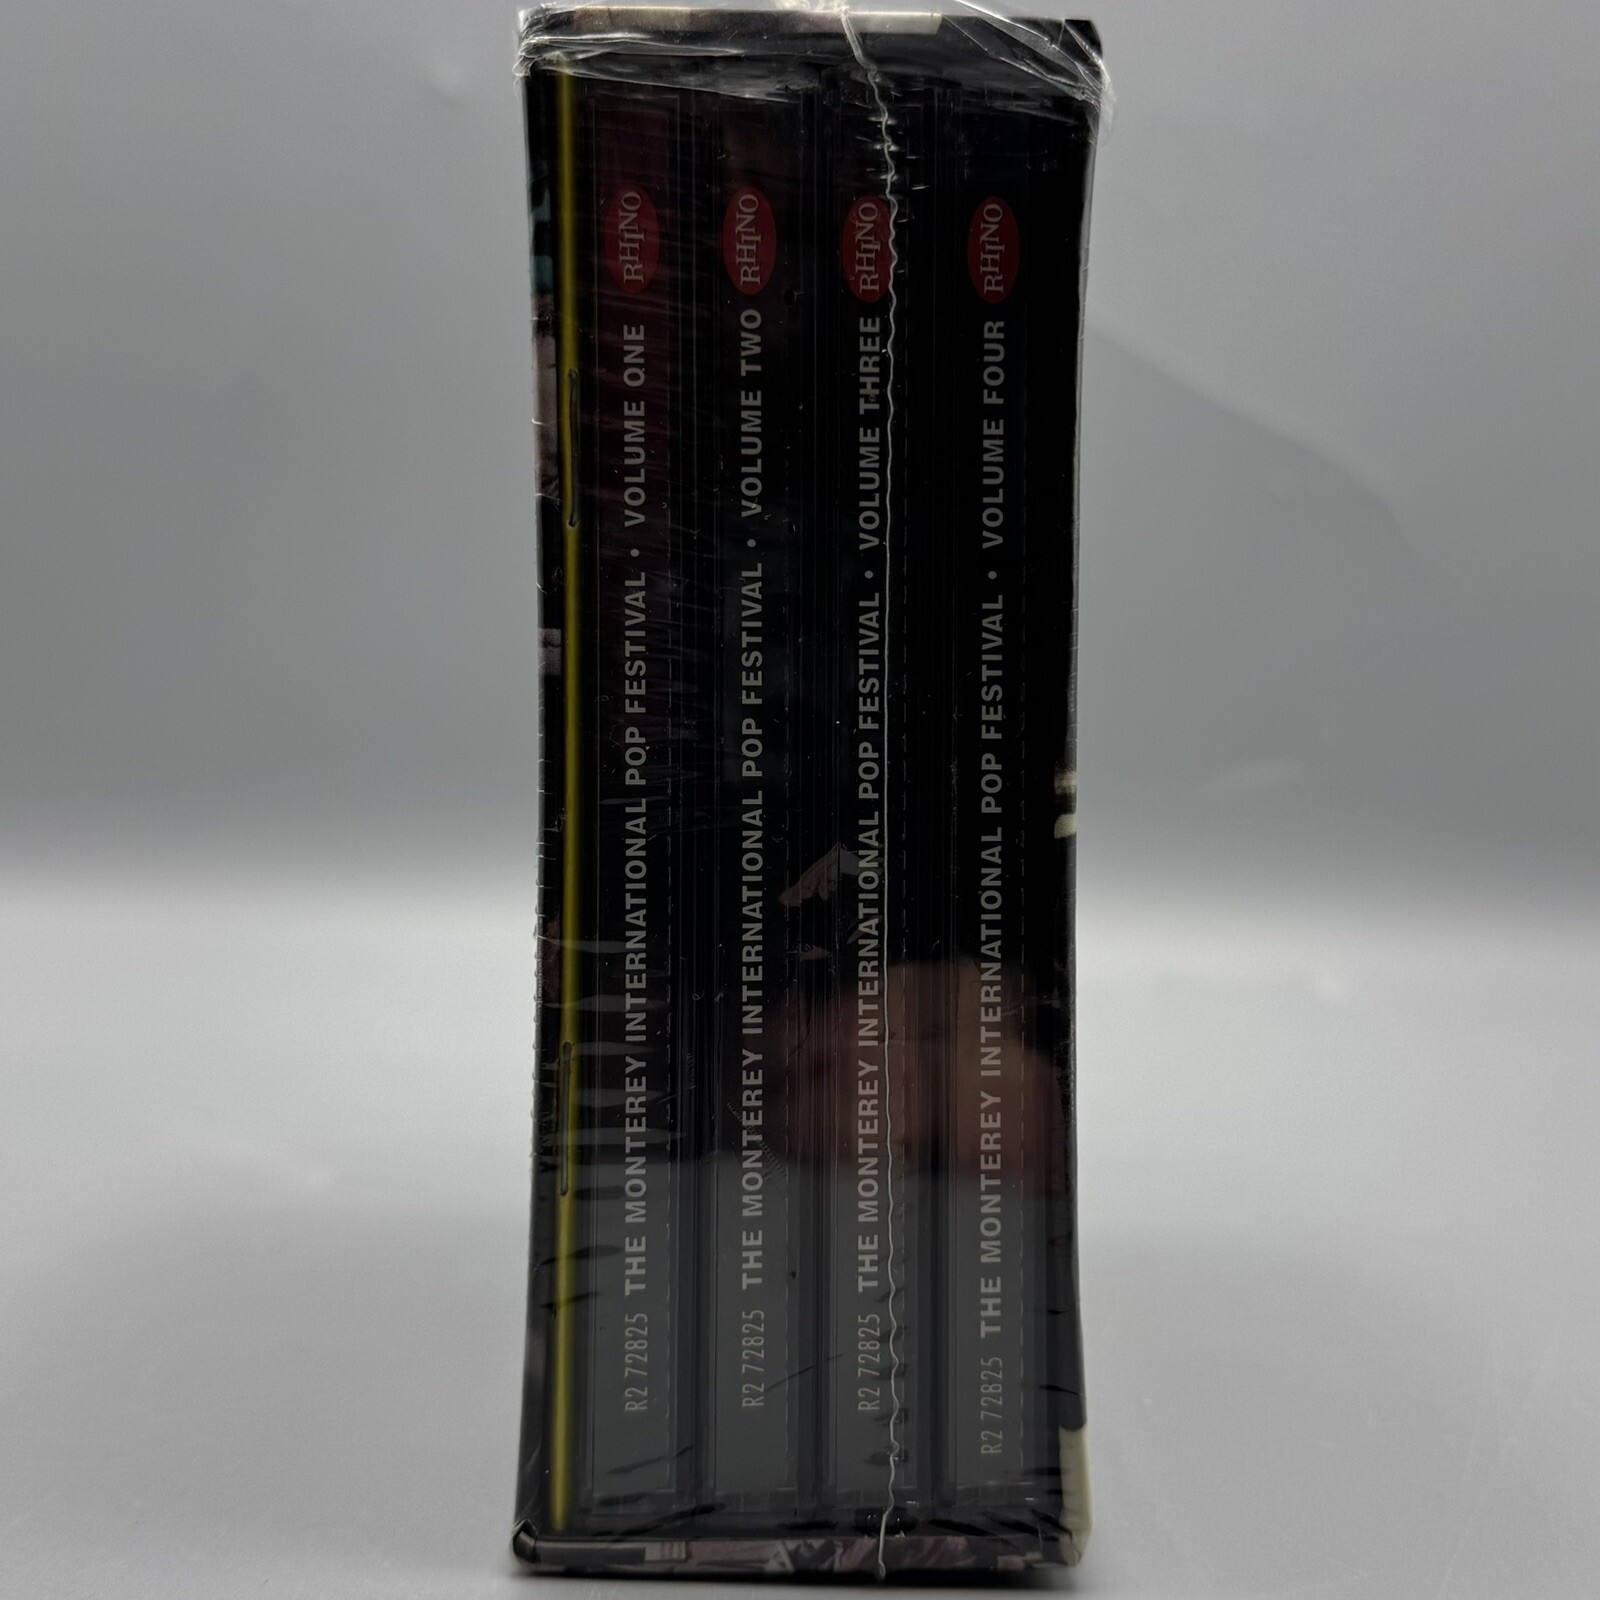 R2 72825 THE MONTEREY INTERNATIONAL POP FESTIVAL • VOLUME ONE RHINO
R2 72825 THE MONTEREY INTERNATIONAL POP FESTIVAL • VOLUME TWO RHINO
R2 72825 THE MONTEREY INTERNATIONAL POP FESTIVAL • VOLUME THREE RHINO
R2 72825 THE MONTEREY INTERNATIONAL POP FESTIVAL • VOLUME FOUR RHINO